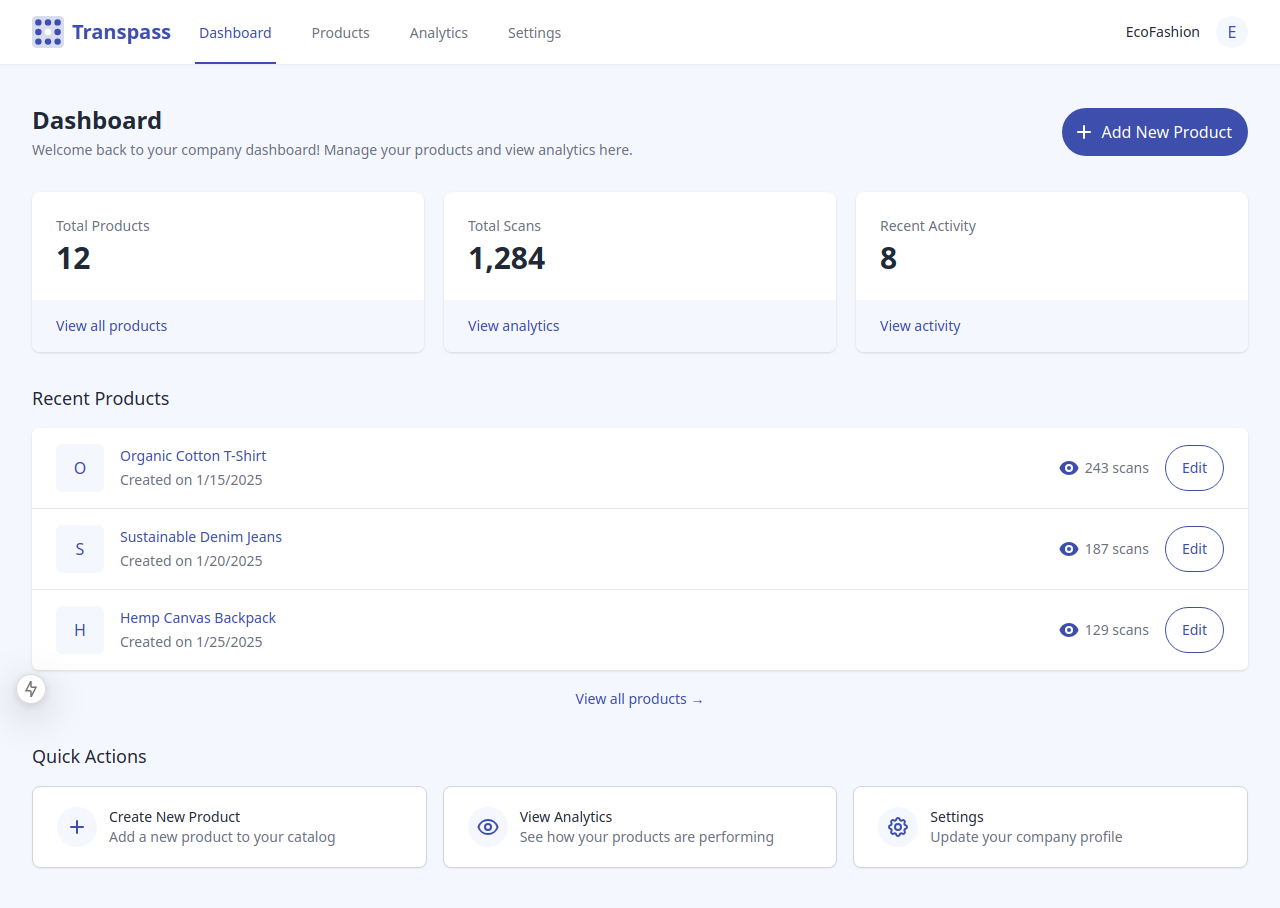 Transpass
Dashboard
Products
Analytics
Settings
EcoFashion
E
Dashboard
Welcome back to your company dashboard! Manage your products and view analytics here.
Add New Product
Total Products
12
View all products
Total Scans
1,284
View analytics
Recent Activity
8
View activity
Recent Products
O
Organic Cotton T-Shirt
Created on 1/15/2025
243 scans
Edit
S
Sustainable Denim Jeans
Created on 1/20/2025
187 scans
Edit
H
Hemp Canvas Backpack
Created on 1/25/2025
129 scans
Edit
View all products →
Quick Actions
Create New Product
Add a new product to your catalog
View Analytics
See how your products are performing
Settings
Update your company profile